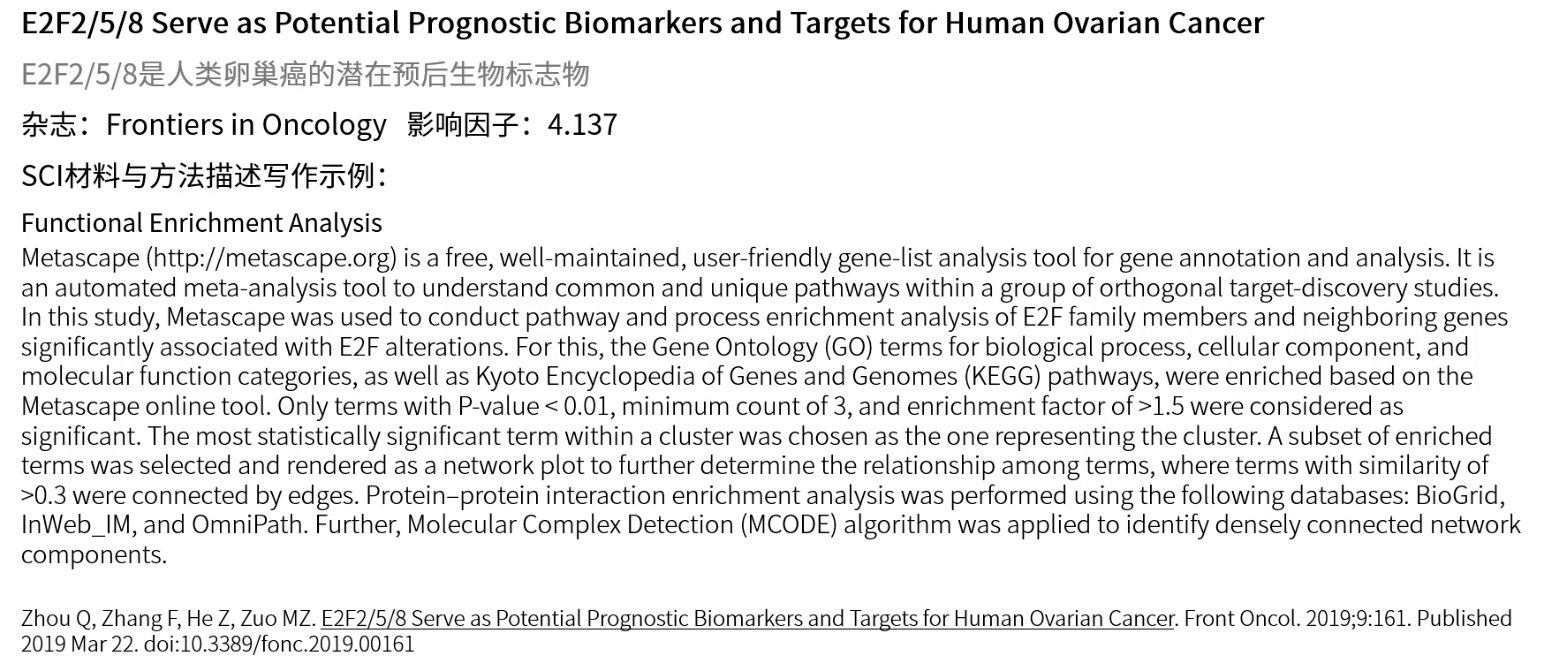 E2F2/5/8 Serve as Potential Prognostic Biomarkers and Targets for Human Ovarian Cancer
E2F2/5/8是人类卵巢癌的潜在预后生物标志物
杂志：Frontiers in Oncology 影响因子：4.137
SCI材料与方法描述写作示例：
Functional Enrichment Analysis
Metascape (http://metascape.org) is a free, well-maintained, user-friendly gene-list analysis tool for gene annotation and analysis. It is
an automated meta-analysis tool to understand common and unique pathways within a group of orthogonal target-discovery studies.
In this study, Metascape was used to conduct pathway and process enrichment analysis of E2F family members and neighboring genes
significantly associated with E2F alterations. For this, the Gene Ontology (GO) terms for biological process, cellular component, and
molecular function categories, as well as Kyoto Encyclopedia of Genes and Genomes (KEGG) pathways, were enriched based on the
Metascape online tool. Only terms with P-value < 0.01, minimum count of 3, and enrichment factor of >1.5 were considered as
significant. The most statistically significant term within a cluster was chosen as the one representing the cluster. A subset of enriched
terms was selected and rendered as a network plot to further determine the relationship among terms, where terms with similarity of
>0.3 were connected by edges. Protein–protein interaction enrichment analysis was performed using the following databases: BioGrid,
InWeb_IM, and OmniPath. Further, Molecular Complex Detection (MCODE) algorithm was applied to identify densely connected network
components.
Zhou Q, Zhang F, He Z, Zuo MZ. E2F2/5/8 Serve as Potential Prognostic Biomarkers and Targets for Human Ovarian Cancer. Front Oncol. 2019;9:161. Published
2019 Mar 22. doi:10.3389/fonc.2019.00161